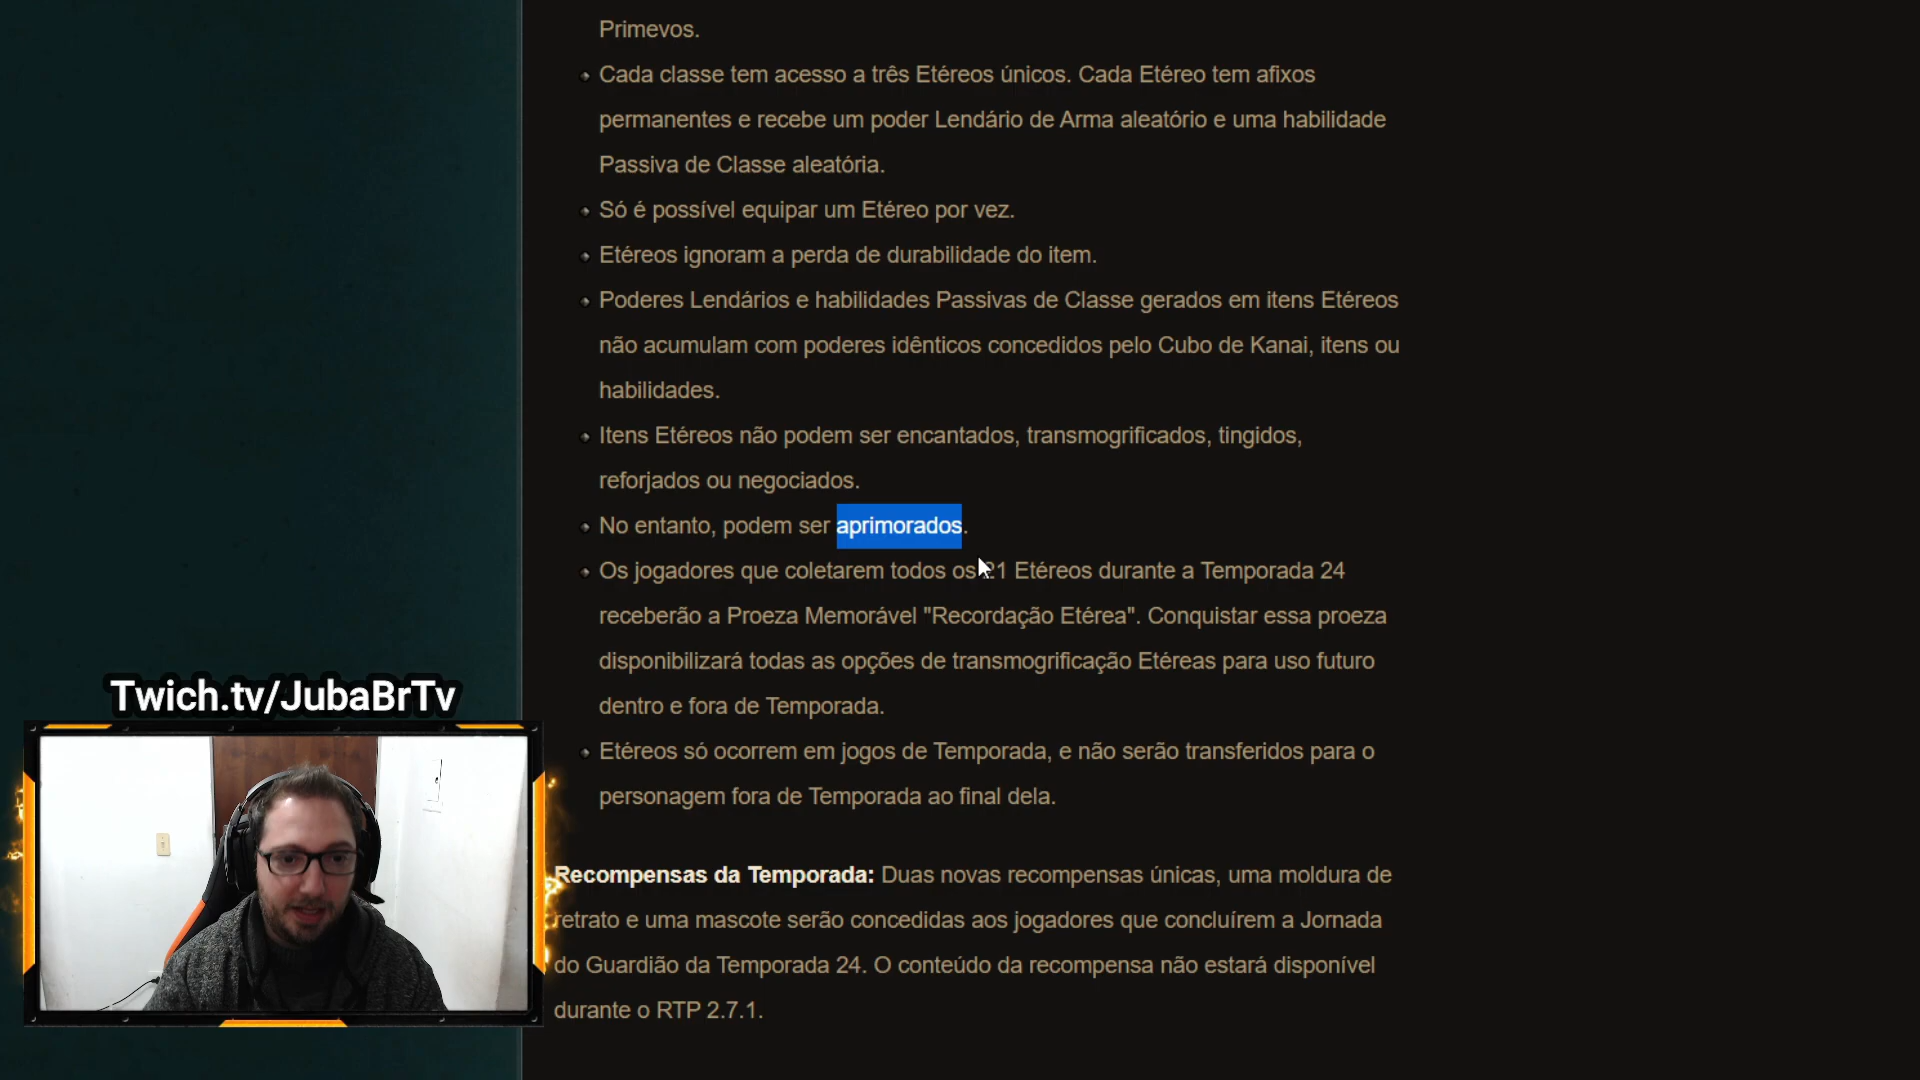 Primevos.
Cada classe tem acesso a três Etéreos únicos. Cada Etéreo tem afixos
permanentes e recebe um poder Lendário de Arma aleatório e uma habilidade
Passiva de Classe aleatória.
Só é possível equipar um Etéreo por vez.
Etéreos ignoram a perda de durabilidade do item.
Poderes Lendários e habilidades Passivas de Classe gerados em itens Etéreos
não acumulam com poderes idênticos concedidos pelo Cubo de Kanai, itens ou
habilidades.
Itens Etéreos não podem ser encantados, transmogrificados, tingidos,
reforjados ou negociados.
No entanto, podem ser aprimorados.
Os jogadores que coletarem todos os 21 Etéreos durante a Temporada 24
receberão a Proeza Memorável "Recordação Etérea". Conquistar essa proeza
disponibilizará todas as opções de transmogrificação Etéreas para uso futuro
dentro e fora de Temporada.
Etéreos só ocorrem em jogos de Temporada, e não serão transferidos para o
personagem fora de Temporada ao final dela.
Recompensas da Temporada: Duas novas recompensas únicas, uma moldura de
retrato e uma mascote serão concedidas aos jogadores que concluírem a Jornada
do Guardião da Temporada 24. O conteúdo da recompensa não estará disponível
durante o RTP 2.7.1.
Twich.tv/JubaBrTv